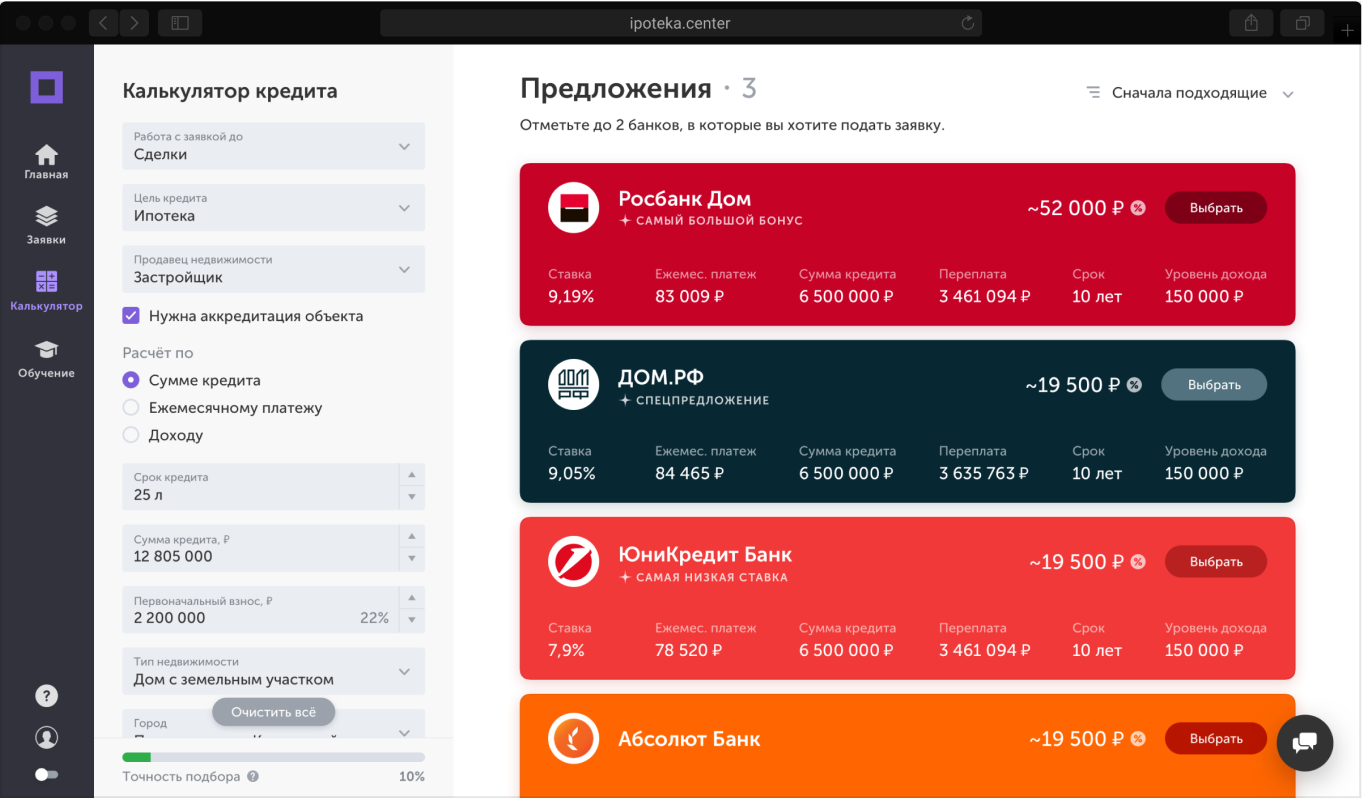 ipoteka.center
Главная
Заявки
Калькулятор
Обучение
?
Калькулятор кредита
Работа с заявкой до
Сделки
Цель кредита
Ипотека
Продавец недвижимости
Застройщик
Нужна аккредитация объекта
Расчёт по
Сумме кредита
Ежемесячному платежу
Доходу
Срок кредита
25 л
Сумма кредита, ₽
12 805 000
Первоначальный взнос, ₽
2 200 000 22%
Тип недвижимости
Дом с земельным участком
Очистить всё
Город
Точность подбора ? 10%
Предложения · 3
Сначала подходящие
Отметьте до 2 банков, в которые вы хотите подать заявку.
Росбанк Дом
САМЫЙ БОЛЬШОЙ БОНУС
~52 000 ₽ % Выбрать
Ставка Ежемес. платеж Сумма кредита Переплата Срок Уровень дохода
9,19% 83 009 ₽ 6 500 000 ₽ 3 461 094 ₽ 10 лет 150 000 ₽
ДОМ РФ
ДОМ.РФ
СПЕЦПРЕДЛОЖЕНИЕ
~19 500 ₽ % Выбрать
Ставка Ежемес. платеж Сумма кредита Переплата Срок Уровень дохода
9,05% 84 465 ₽ 6 500 000 ₽ 3 635 763 ₽ 10 лет 150 000 ₽
ЮниКредит Банк
САМАЯ НИЗКАЯ СТАВКА
~19 500 ₽ % Выбрать
Ставка Ежемес. платеж Сумма кредита Переплата Срок Уровень дохода
7,9% 78 520 ₽ 6 500 000 ₽ 3 461 094 ₽ 10 лет 150 000 ₽
Абсолют Банк
~19 500 ₽ % Выбрать